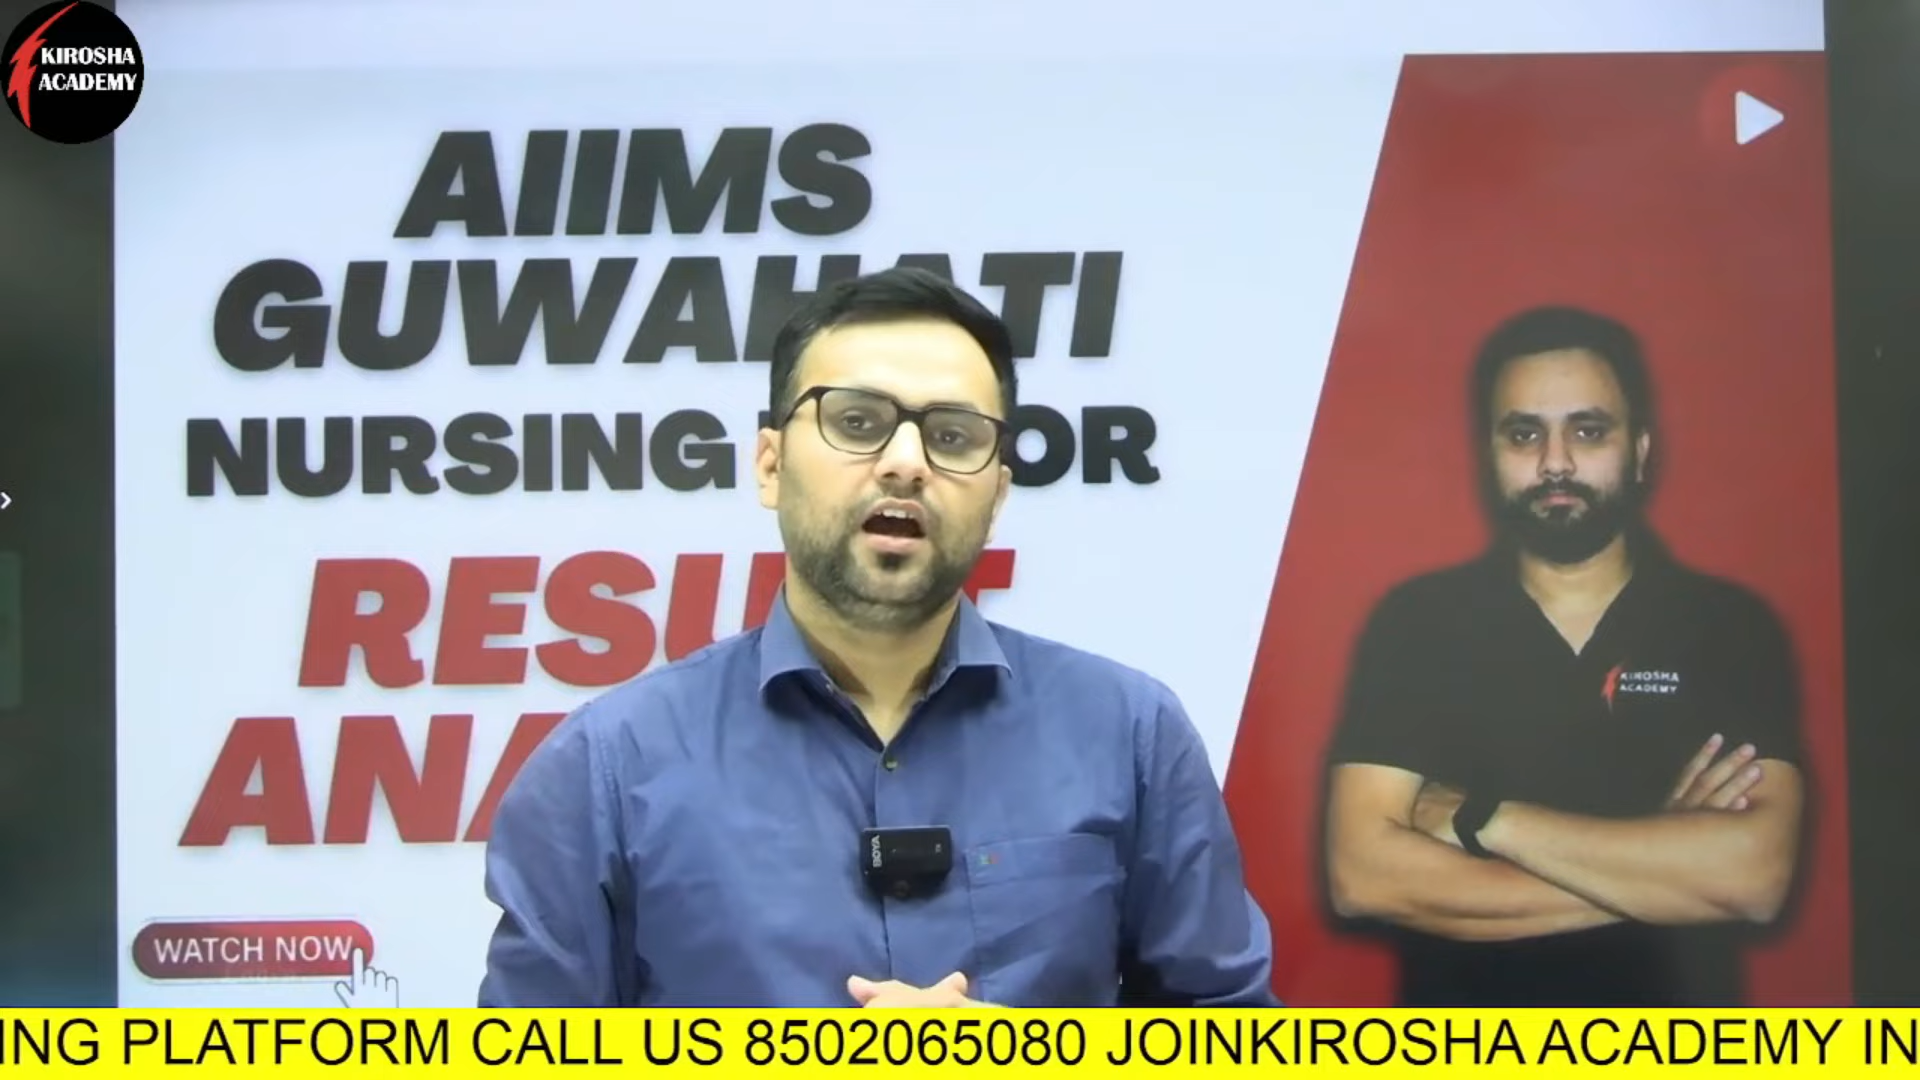 KIROSHA
ACADEMY
AIIMS
GUWAHATI
NURSING
RESU
ANA
KIROSHA
ACADEMY
BOYA
WATCH NOW
ING PLATFORM CALL US 8502065080 JOINKIROSHA ACADEMY IN